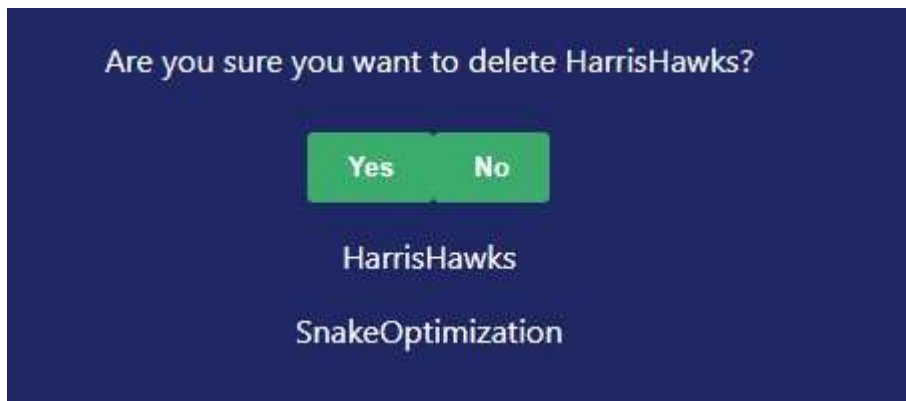 Are you sure you want to delete HarrisHawks?
Yes No
HarrisHawks
SnakeOptimization